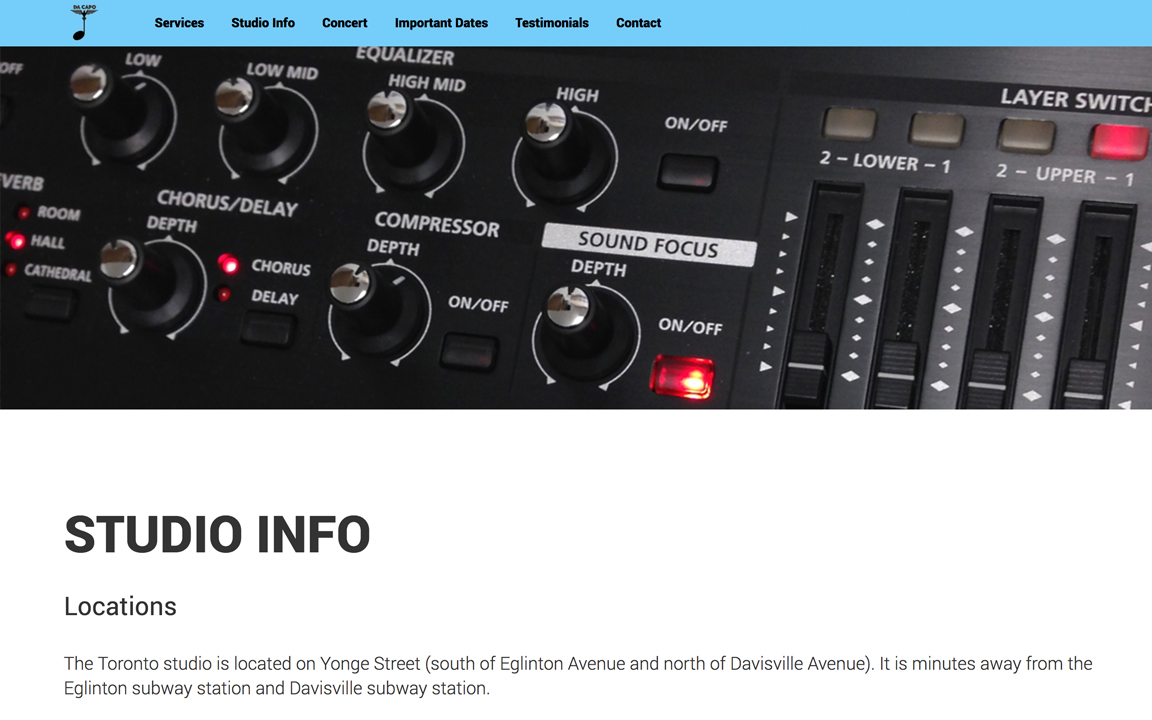 DA CAPO
Services Studio Info Concert Important Dates Testimonials Contact
EQUALIZER
OFF LOW LOW MID HIGH MID HIGH ON/OFF
LAYER SWITCH
2 - LOWER - 1 2 - UPPER - 1
VERB
ROOM
HALL
CATHEDRAL
CHORUS/DELAY
DEPTH
CHORUS
DELAY
COMPRESSOR
DEPTH
ON/OFF
SOUND FOCUS
DEPTH
ON/OFF
STUDIO INFO
Locations
The Toronto studio is located on Yonge Street (south of Eglinton Avenue and north of Davisville Avenue). It is minutes away from the
Eglinton subway station and Davisville subway station.